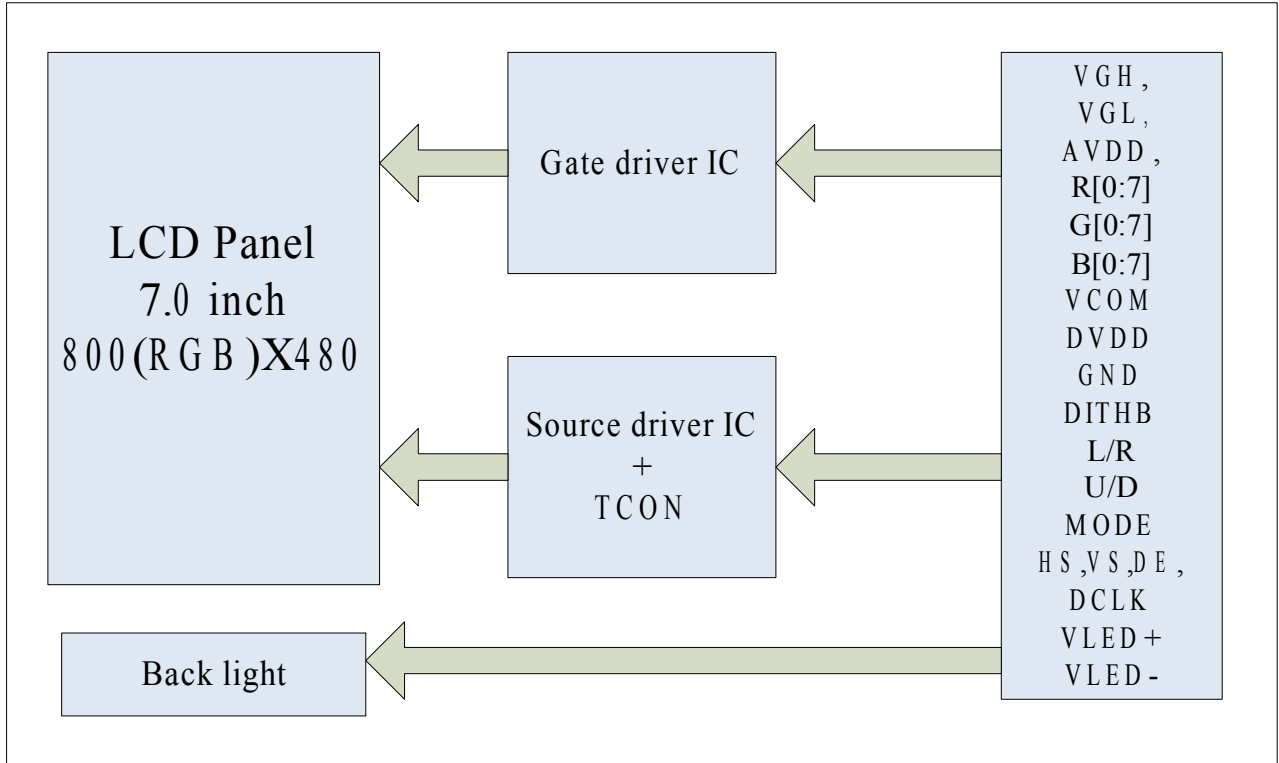 LCD Panel
7.0 inch
800(RGB)X480
Gate driver IC
Source driver IC
+
TCON
Back light
VGH,
VGL,
AVDD,
R[0:7]
G[0:7]
B[0:7]
VCOM
DVDD
GND
DITHB
L/R
U/D
MODE
HS,VS,DE,
DCLK
VLED+
VLED-